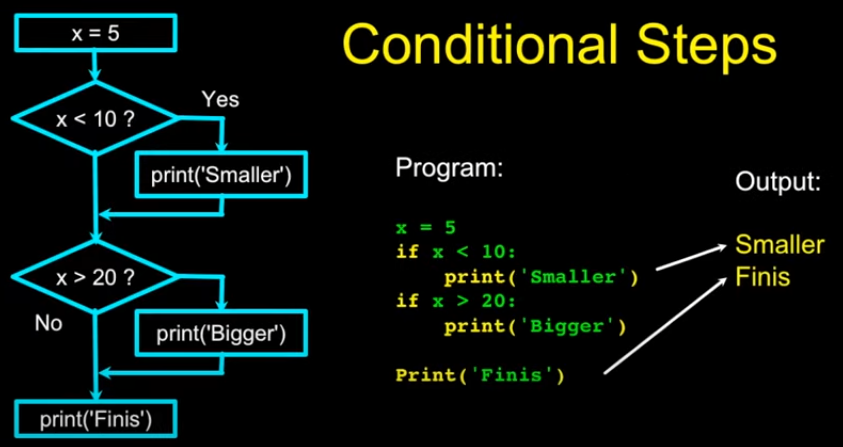 Conditional Steps
x = 5
x < 10 ?
Yes
print('Smaller')
x > 20 ?
No
print('Bigger')
print('Finis')
Program:
x = 5
if x < 10:
    print('Smaller')
if x > 20:
    print('Bigger')
Print('Finis')
Output:
Smaller
Finis